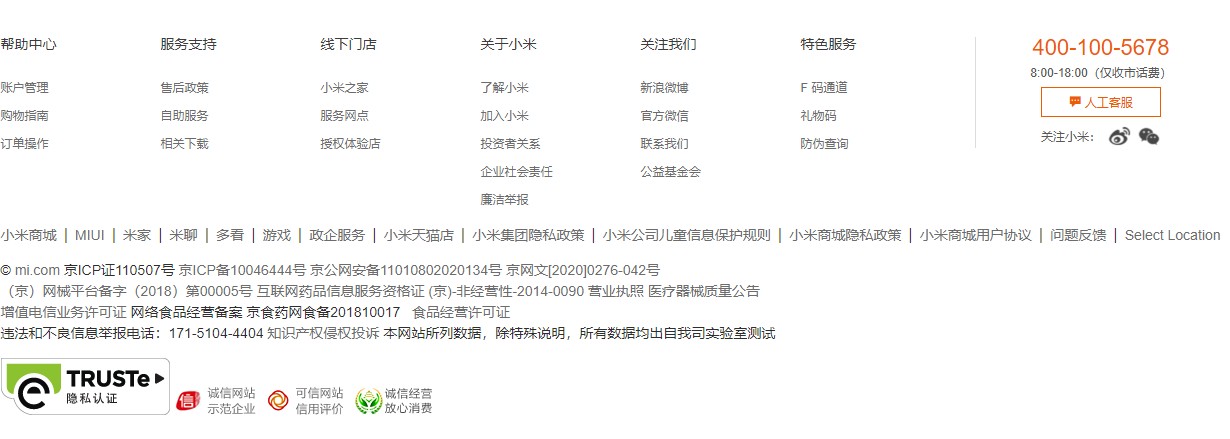 帮助中心 服务支持 线下门店 关于小米 关注我们 特色服务 400-100-5678
8:00-18:00（仅收市话费）
账户管理 售后政策 小米之家 了解小米 新浪微博 F 码通道
人工客服
购物指南 自助服务 服务网点 加入小米 官方微信 礼物码
订单操作 相关下载 授权体验店 投资者关系 联系我们 防伪查询 关注小米：
企业社会责任 公益基金会
廉洁举报
小米商城 | MIUI | 米家 | 米聊 | 多看 | 游戏 | 政企服务 | 小米天猫店 | 小米集团隐私政策 | 小米公司儿童信息保护规则 | 小米商城隐私政策 | 小米商城用户协议 | 问题反馈 | Select Location
© mi.com 京ICP证110507号 京ICP备10046444号 京公网安备11010802020134号 京网文[2020]0276-042号
（京）网械平台备字（2018）第00005号 互联网药品信息服务资格证 (京)-非经营性-2014-0090 营业执照 医疗器械质量公告
增值电信业务许可证 网络食品经营备案 京食药网食备201810017 食品经营许可证
违法和不良信息举报电话：171-5104-4404 知识产权侵权投诉 本网站所列数据，除特殊说明，所有数据均出自我司实验室测试
TRUSTe
隐私认证
信 诚信网站
示范企业
可信网站
信用评价
诚信经营
放心消费